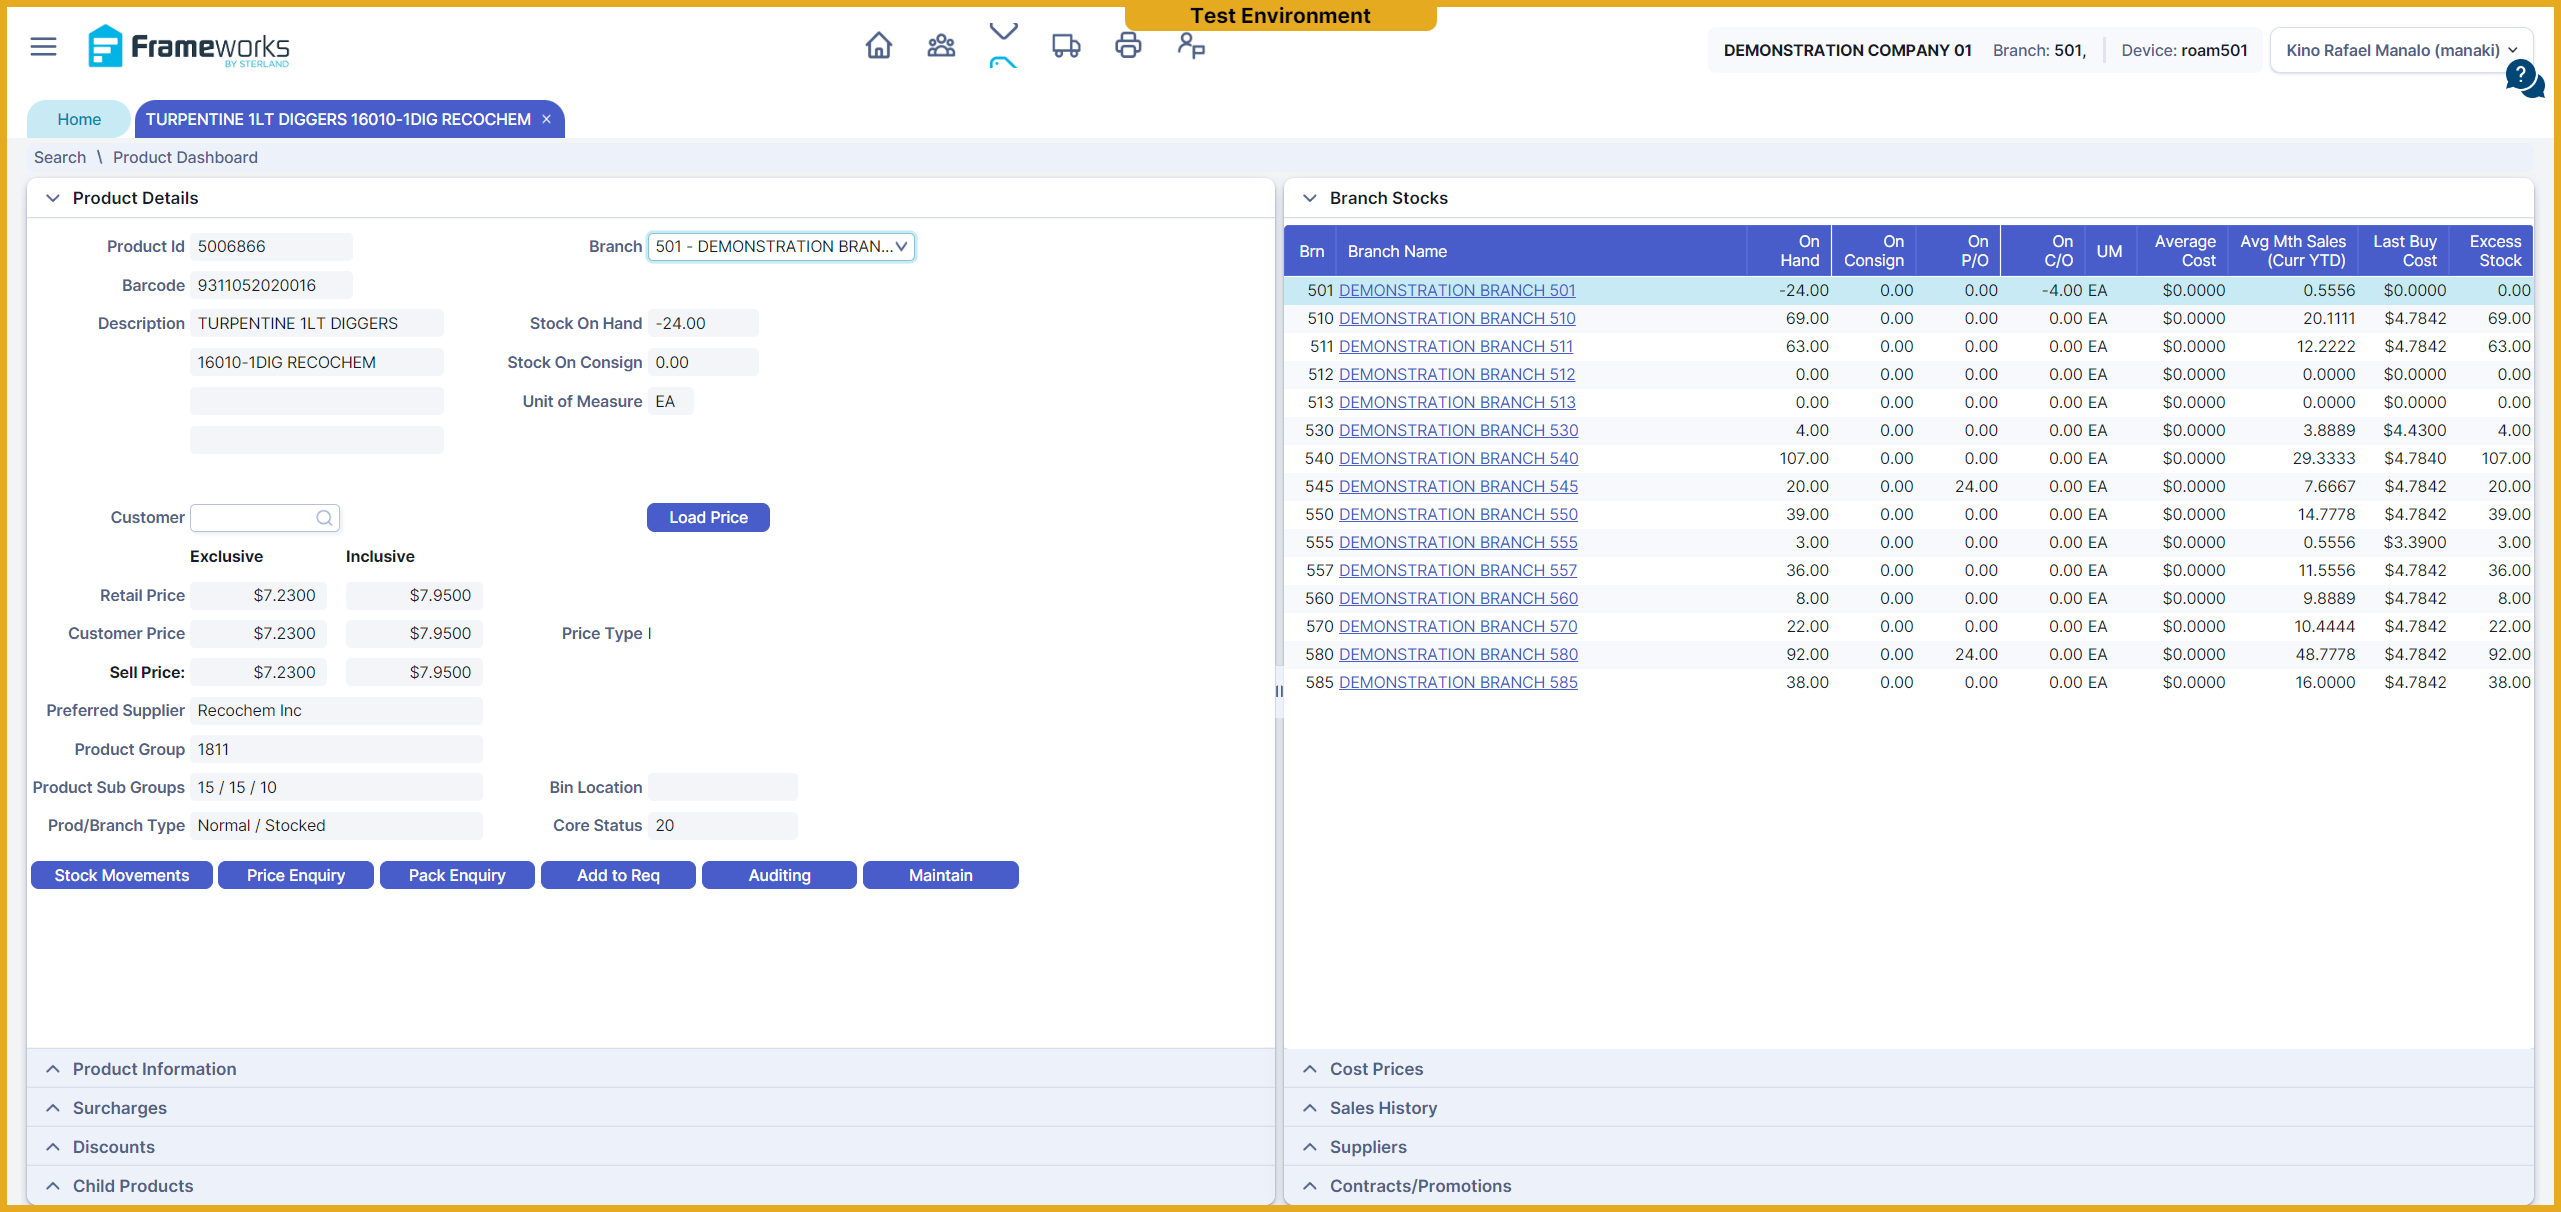 Test Environment
Frameworks
BY STERLAND
DEMONSTRATION COMPANY 01 Branch: 501, Device: roam501 Kino Rafael Manalo (manaki)
?
Home TURPENTINE 1LT DIGGERS 16010-1DIG RECOCHEM ×
Search \ Product Dashboard
Product Details
Product Id 5006866 Branch 501 - DEMONSTRATION BRAN...
Barcode 9311052020016
Description TURPENTINE 1LT DIGGERS Stock On Hand -24.00
16010-1DIG RECOCHEM Stock On Consign 0.00
Unit of Measure EA
Customer Load Price
Exclusive Inclusive
Retail Price $7.2300 $7.9500
Customer Price $7.2300 $7.9500 Price Type I
Sell Price: $7.2300 $7.9500
Preferred Supplier Recochem Inc
Product Group 1811
Product Sub Groups 15 / 15 / 10 Bin Location
Prod/Branch Type Normal / Stocked Core Status 20
Stock Movements Price Enquiry Pack Enquiry Add to Req Auditing Maintain
Product Information
Surcharges
Discounts
Child Products
Branch Stocks
Brn Branch Name On Hand On Consign On P/O On C/O UM Average Cost Avg Mth Sales (Curr YTD) Last Buy Cost Excess Stock
501 DEMONSTRATION BRANCH 501 -24.00 0.00 0.00 -4.00 EA $0.0000 0.5556 $0.0000 0.00
510 DEMONSTRATION BRANCH 510 69.00 0.00 0.00 0.00 EA $0.0000 20.1111 $4.7842 69.00
511 DEMONSTRATION BRANCH 511 63.00 0.00 0.00 0.00 EA $0.0000 12.2222 $4.7842 63.00
512 DEMONSTRATION BRANCH 512 0.00 0.00 0.00 0.00 EA $0.0000 0.0000 $0.0000 0.00
513 DEMONSTRATION BRANCH 513 0.00 0.00 0.00 0.00 EA $0.0000 0.0000 $0.0000 0.00
530 DEMONSTRATION BRANCH 530 4.00 0.00 0.00 0.00 EA $0.0000 3.8889 $4.4300 4.00
540 DEMONSTRATION BRANCH 540 107.00 0.00 0.00 0.00 EA $0.0000 29.3333 $4.7840 107.00
545 DEMONSTRATION BRANCH 545 20.00 0.00 24.00 0.00 EA $0.0000 7.6667 $4.7842 20.00
550 DEMONSTRATION BRANCH 550 39.00 0.00 0.00 0.00 EA $0.0000 14.7778 $4.7842 39.00
555 DEMONSTRATION BRANCH 555 3.00 0.00 0.00 0.00 EA $0.0000 0.5556 $3.3900 3.00
557 DEMONSTRATION BRANCH 557 36.00 0.00 0.00 0.00 EA $0.0000 11.5556 $4.7842 36.00
560 DEMONSTRATION BRANCH 560 8.00 0.00 0.00 0.00 EA $0.0000 9.8889 $4.7842 8.00
570 DEMONSTRATION BRANCH 570 22.00 0.00 0.00 0.00 EA $0.0000 10.4444 $4.7842 22.00
580 DEMONSTRATION BRANCH 580 92.00 0.00 24.00 0.00 EA $0.0000 48.7778 $4.7842 92.00
585 DEMONSTRATION BRANCH 585 38.00 0.00 0.00 0.00 EA $0.0000 16.0000 $4.7842 38.00
Cost Prices
Sales History
Suppliers
Contracts/Promotions